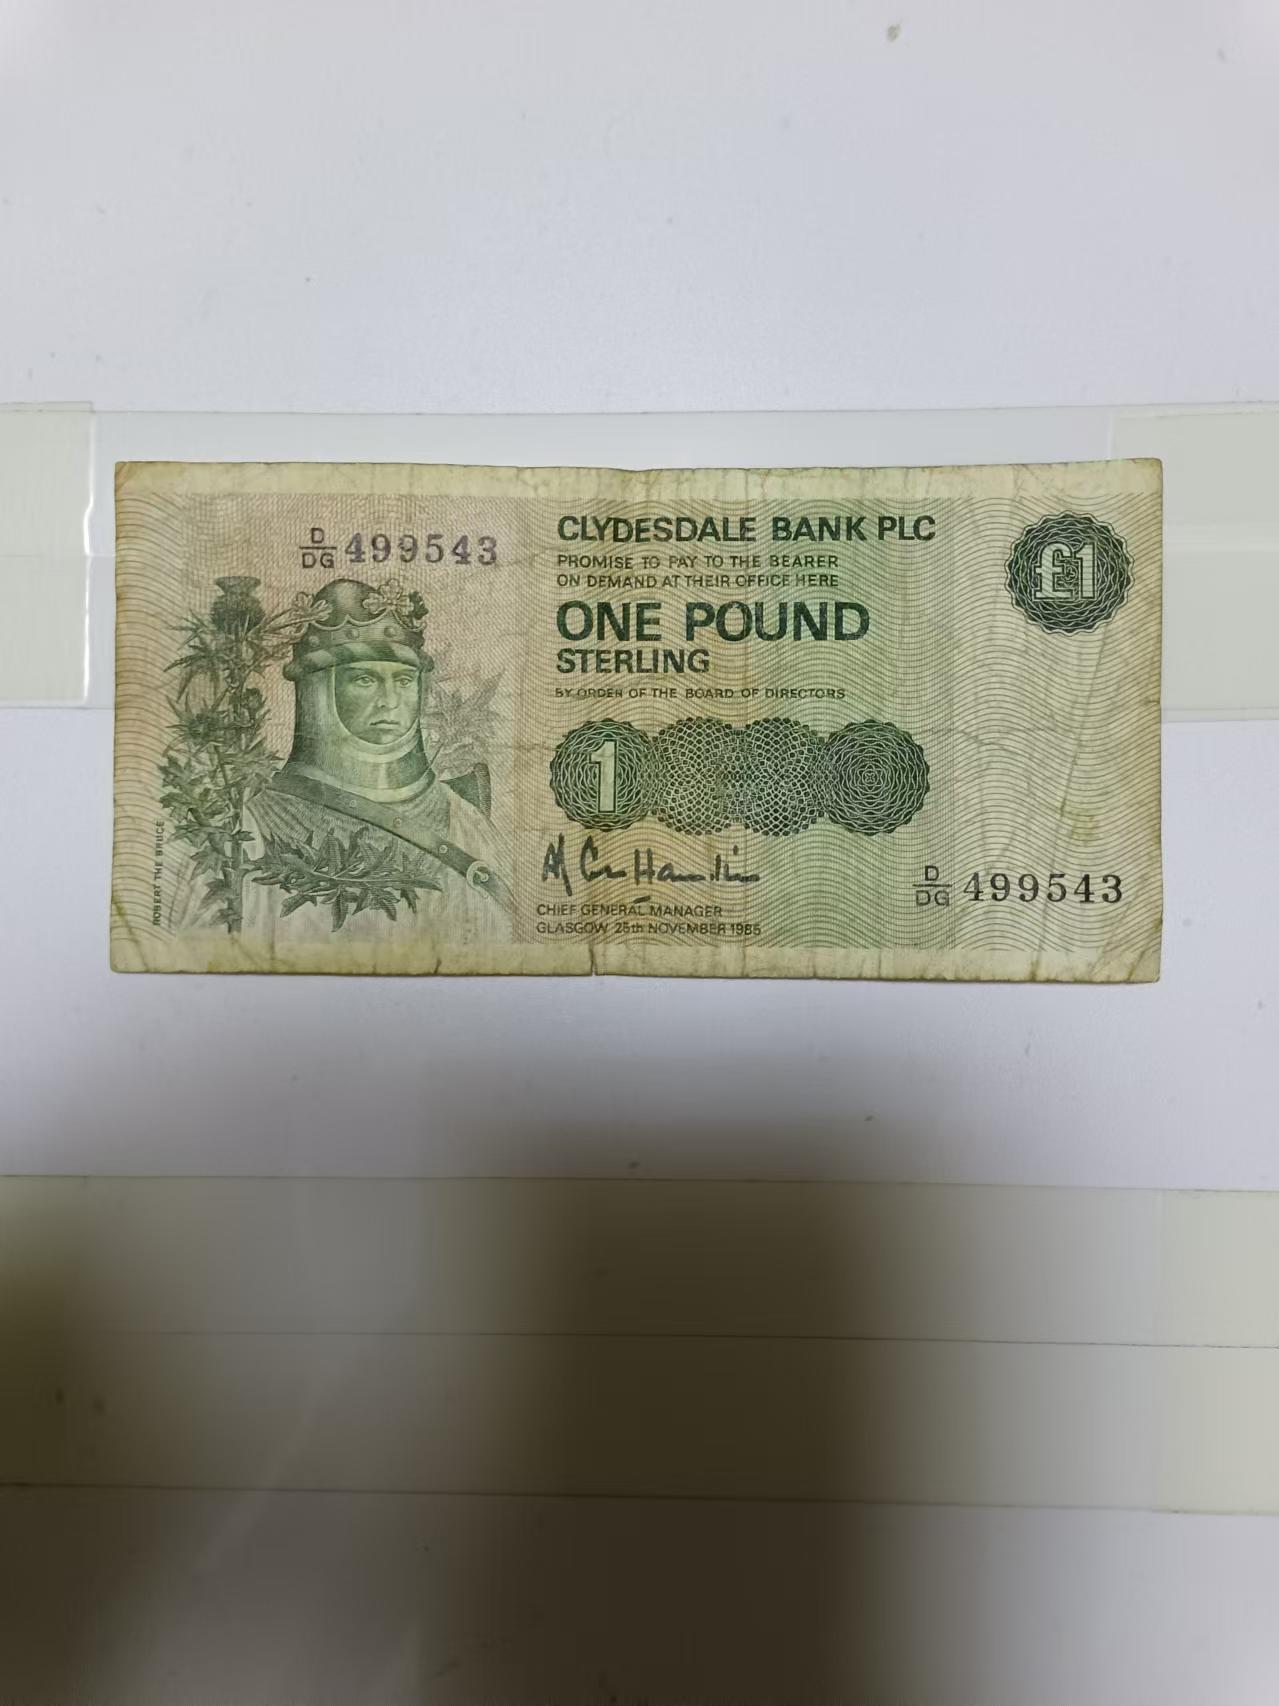 D/DG 499543
CLYDESDALE BANK PLC
PROMISE TO PAY TO THE BEARER
ON DEMAND AT THEIR OFFICE HERE
ONE POUND
STERLING
BY ORDER OF THE BOARD OF DIRECTORS
£1
1
CHIEF GENERAL MANAGER
GLASGOW 25th NOVEMBER 1985
D/DG 499543
ROBERT THE BRUCE